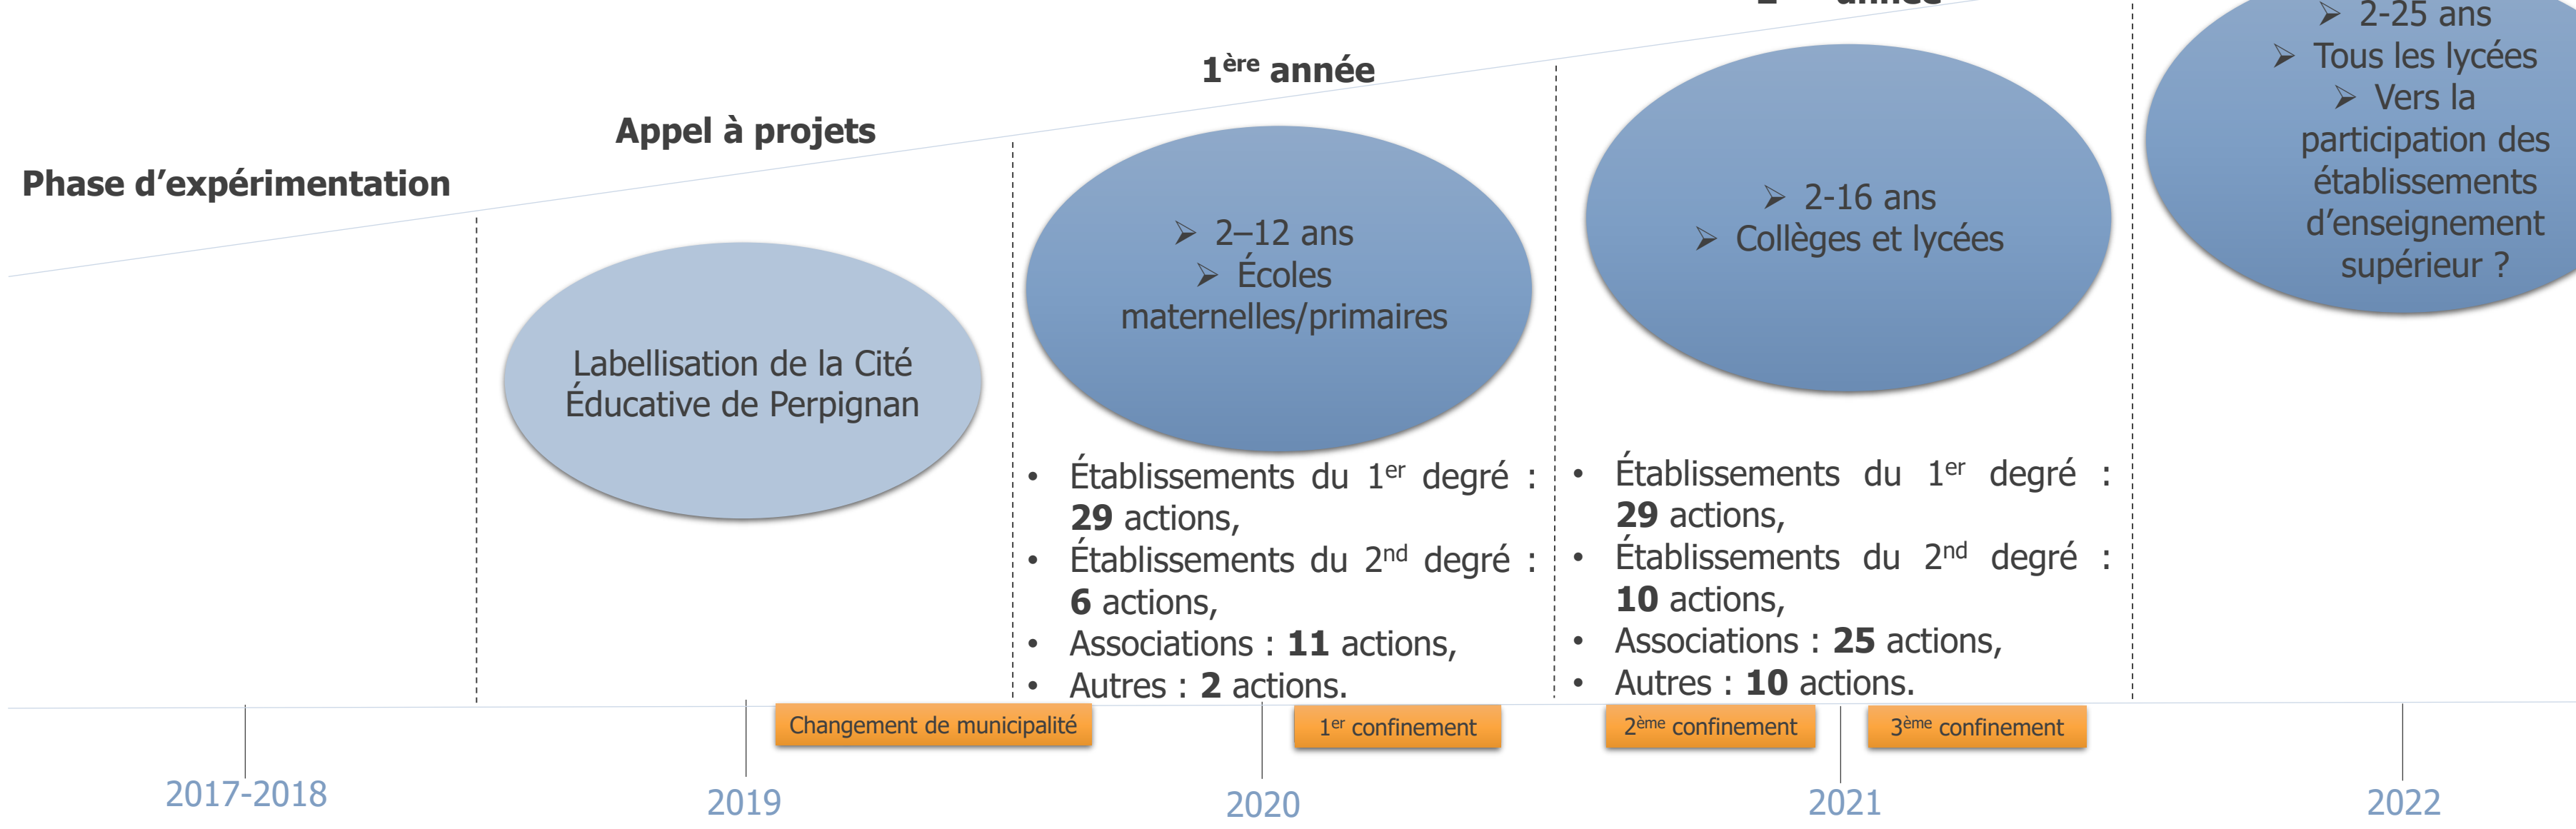 Phase d’expérimentation
Appel à projets
Labellisation de la Cité
Éducative de Perpignan
1ère année
➢ 2–12 ans
➢ Écoles
maternelles/primaires
• Établissements du 1er degré :
29 actions,
• Établissements du 2nd degré :
6 actions,
• Associations : 11 actions,
• Autres : 2 actions.
année
➢ 2-16 ans
➢ Collèges et lycées
• Établissements du 1er degré :
29 actions,
• Établissements du 2nd degré :
10 actions,
• Associations : 25 actions,
• Autres : 10 actions.
➢ 2-25 ans
➢ Tous les lycées
➢ Vers la
participation des
établissements
d’enseignement
supérieur ?
Changement de municipalité
1er confinement
2ème confinement
3ème confinement
2017-2018
2019
2020
2021
2022